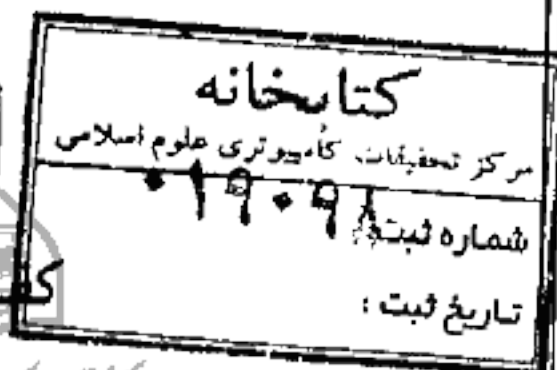 کتابخانه
مرکز تحقیقات کامپیوتری علوم اسلامی
شماره ثبت: ۰۱۹۰۹۸
تاریخ ثبت :